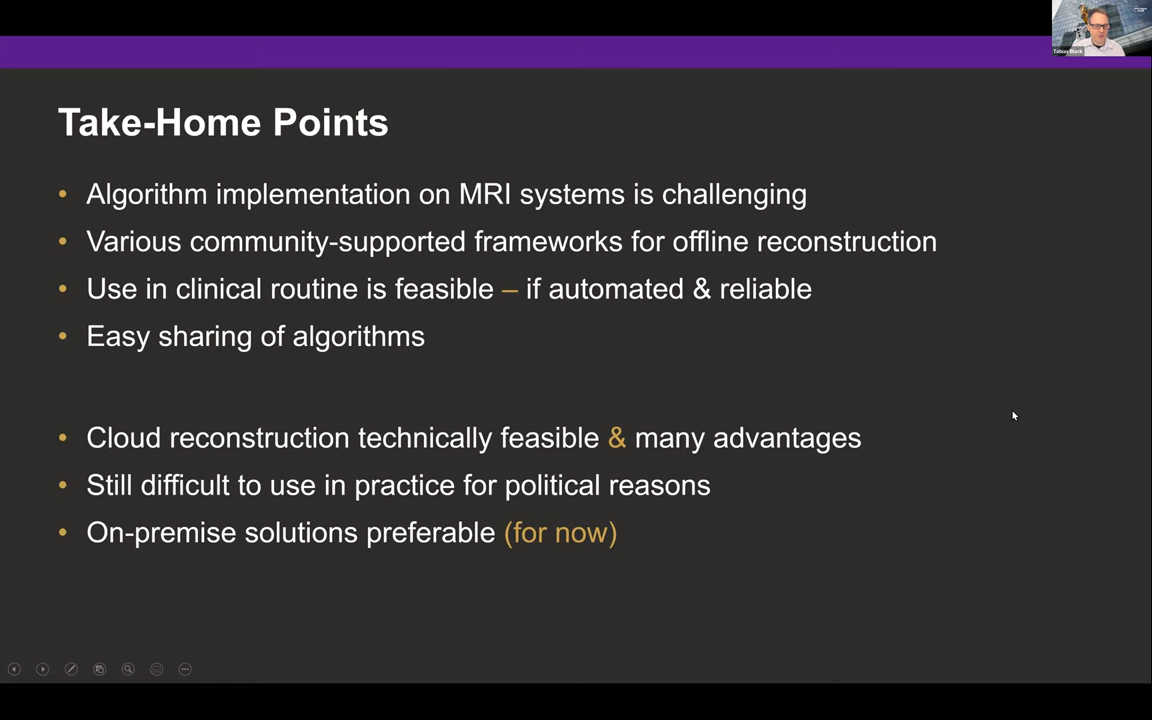 Tobias Block
Take-Home Points
• Algorithm implementation on MRI systems is challenging
• Various community-supported frameworks for offline reconstruction
• Use in clinical routine is feasible – if automated & reliable
• Easy sharing of algorithms
• Cloud reconstruction technically feasible & many advantages
• Still difficult to use in practice for political reasons
• On-premise solutions preferable (for now)